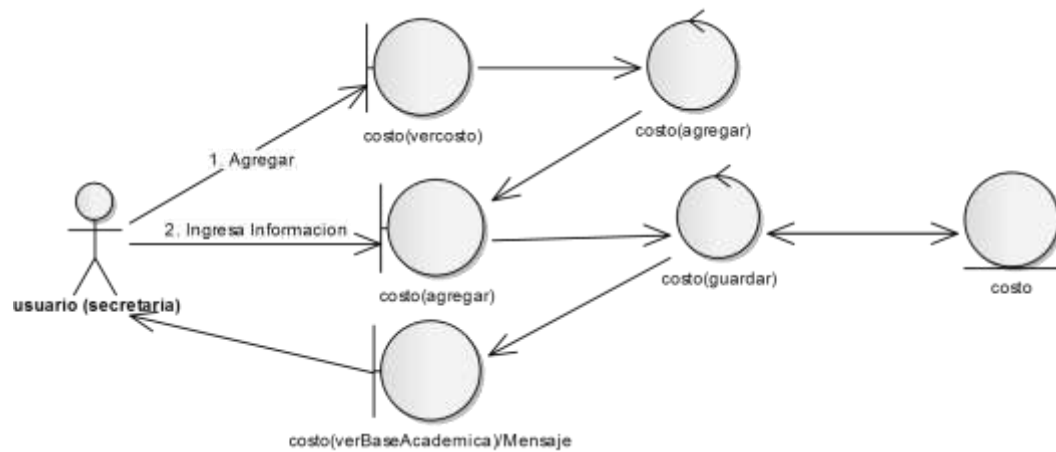 costo(vercosto)
costo(agregar)
1. Agregar
2. Ingresa Informacion
costo(agregar)
costo(guardar)
costo
usuario (secretaria)
costo(verBaseAcademica)/Mensaje